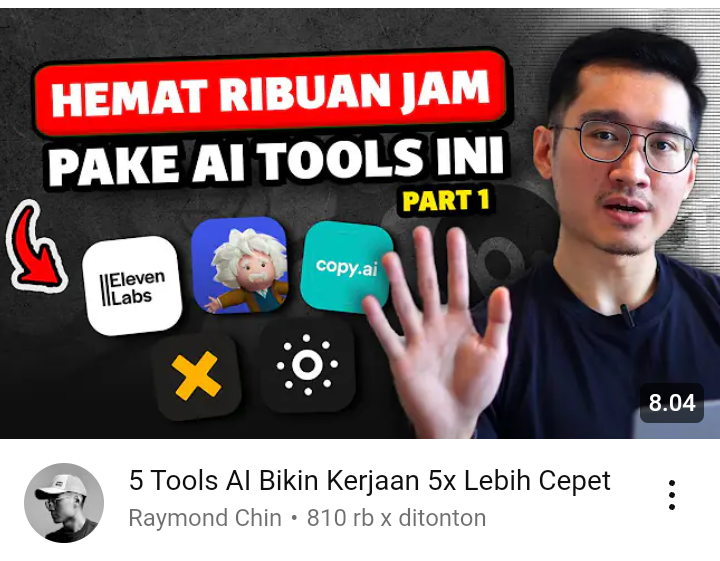 HEMAT RIBUAN JAM
PAKE AI TOOLS INI
PART 1
||Eleven
Labs
copy.ai
8.04
5 Tools AI Bikin Kerjaan 5x Lebih Cepet
Raymond Chin • 810 rb x ditonton